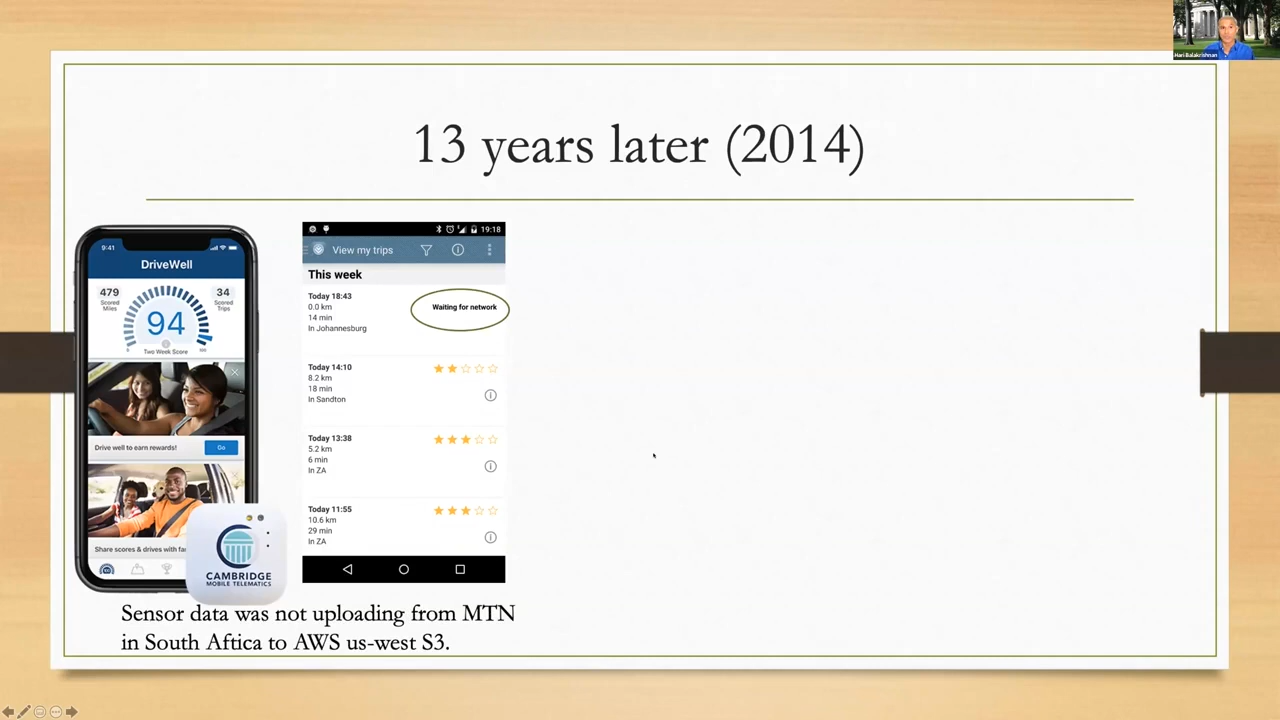 Hari Balakrishnan
13 years later (2014)
9:41
DriveWell
479
Scored
Miles
34
Scored
Trips
94
0
100
Two Week Score
Drive well to earn rewards!
Go
Share scores & drives with fa
CAMBRIDGE
MOBILE TELEMATICS
19:18
View my trips
This week
Today 18:43
0.0 km
14 min
In Johannesburg
Waiting for network
Today 14:10
8.2 km
18 min
In Sandton
Today 13:38
5.2 km
6 min
In ZA
Today 11:55
10.6 km
29 min
In ZA
Sensor data was not uploading from MTN
in South Aftica to AWS us-west S3.